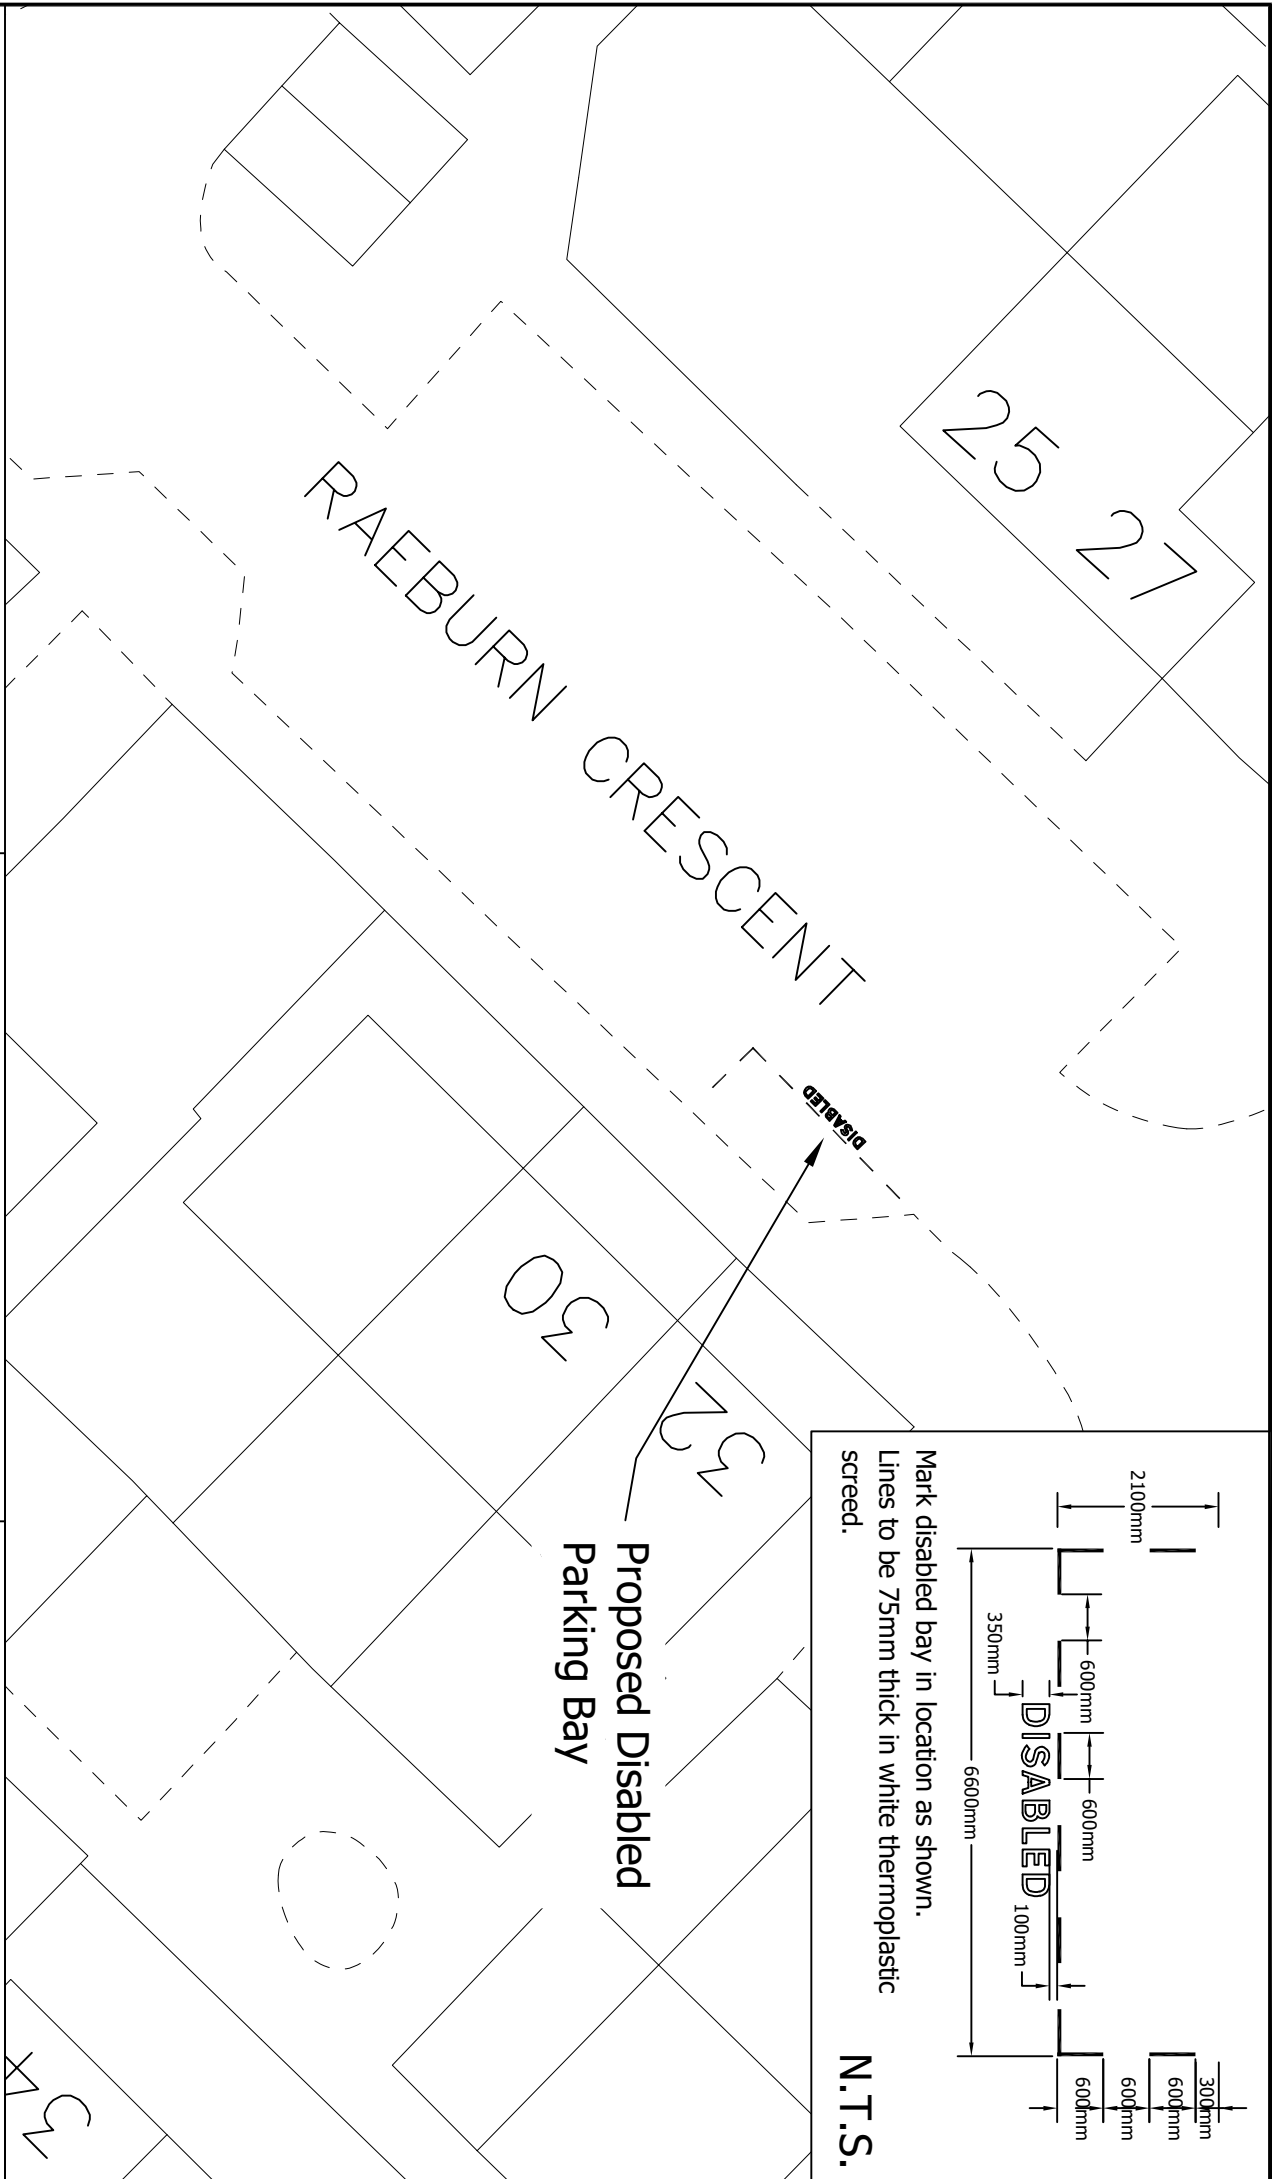 25
27
RAEBURN CRESCENT
DISABLED
30
32
34
Proposed Disabled
Parking Bay
2100mm
600mm
600mm
350mm
DISABLED
100mm
6600mm
300mm
600mm
600mm
600mm
Mark disabled bay in location as shown.
Lines to be 75mm thick in white thermoplastic
screed.
N.T.S.